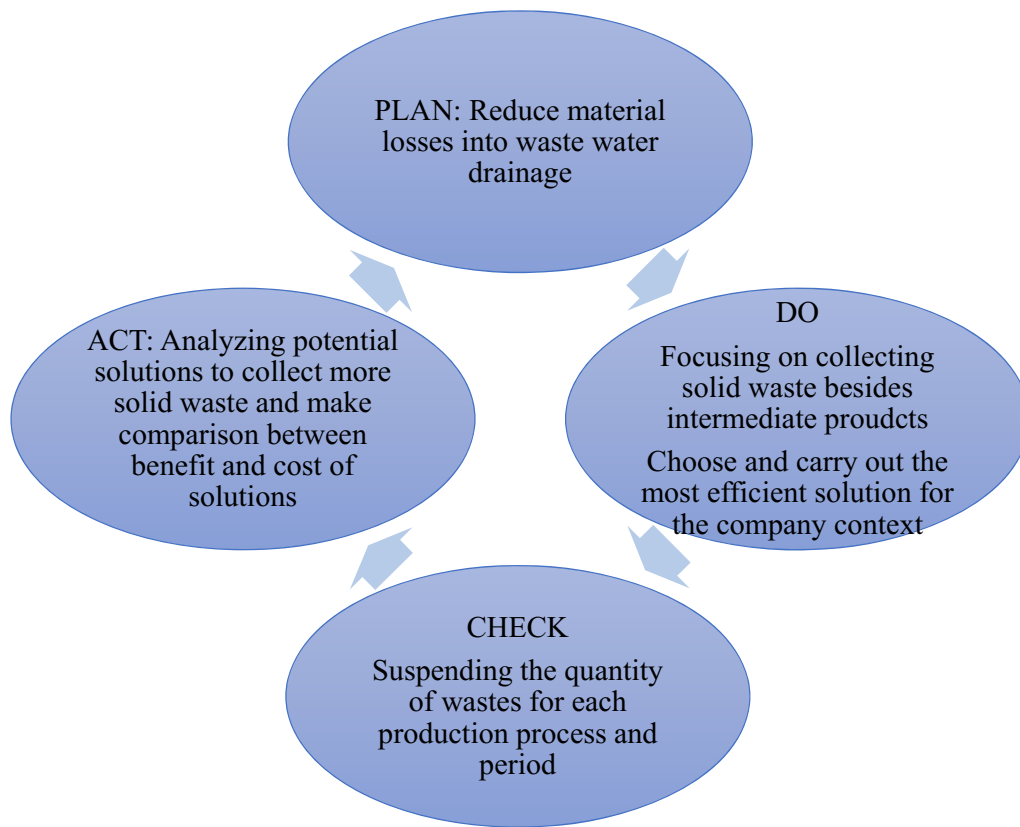 PLAN: Reduce material
losses into waste water
drainage
DO
Focusing on collecting
solid waste besides
intermediate proudcts
Choose and carry out the
most efficient solution for
the company context
CHECK
Suspending the quantity
of wastes for each
production process and
period
ACT: Analyzing potential
solutions to collect more
solid waste and make
comparison between
benefit and cost of
solutions